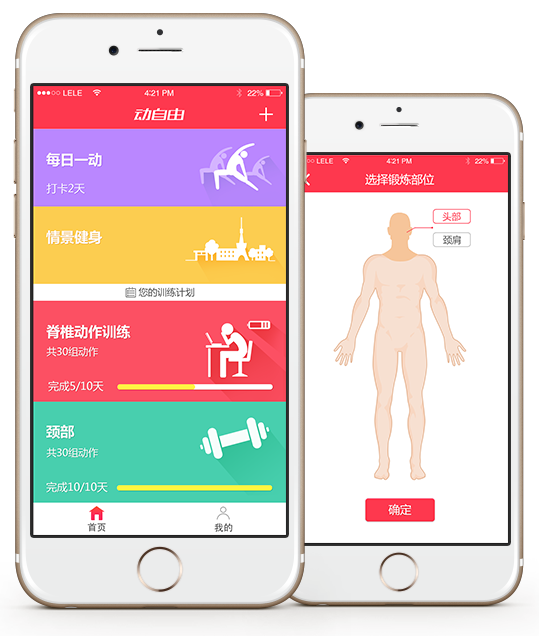 LELE 4:21 PM 22%
动自由
每日一动
打卡2天
情景健身
您的训练计划
脊椎动作训练
共30组动作
完成5/10天
颈部
共30组动作
完成10/10天
首页 我的
LELE 4:21 PM 22%
选择锻炼部位
头部
颈肩
确定